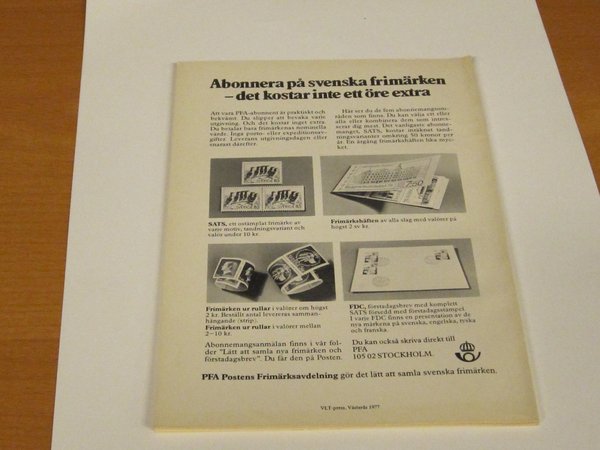 Abonnera på svenska frimärken
– det kostar inte ett öre extra
Att vara PFA-abonnent är praktiskt och
bekvämt. Du slipper att bevaka varje
utgivning. Och det kostar inget extra.
Du betalar bara frimärkenas nominella
värde. Inga porto- eller expeditionsav-
gifter. Leverans utgivningsdagen eller
snarast därefter.
Här ser du de fem abonnemangsom-
råden som finns. Du kan välja ett eller
alla eller kombinera dem som intres-
serar dig mest. Det vanligaste abonne-
manget, SATS, kostar inräknat tand-
ningsvarianter omkring 50 kronor per
år. En årgång frimärkshäften lika myc-
ket.
SATS, ett ostämplat frimärke av
varje motiv, tandningsvariant och
valör under 10 kr.
Frimärkshäften av alla slag med valörer på
högst 2 sv kr.
Frimärken ur rullar i valörer om högst
2 kr. Beställt antal levereras samman-
hängande (strip).
Frimärken ur rullar i valörer mellan
2–10 kr.
FDC, förstadagsbrev med komplett
SATS försedd med förstadagsstämpel.
I varje FDC finns en presentation av de
nya märkena på svenska, engelska, tyska
och franska.
Abonnemangsanmälan finns i vår fol-
der "Lätt att samla nya frimärken och
förstadagsbrev". Du får den på Posten.
Du kan också skriva direkt till
PFA
105 02 STOCKHOLM.
PFA Postens Frimärksavdelning gör det lätt att samla svenska frimärken.
VLT-press, Västerås 1977